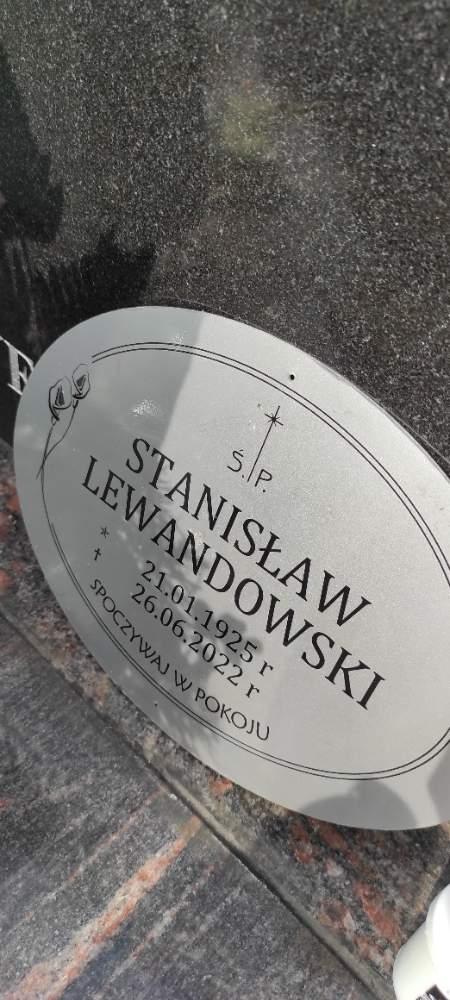 Ś.P.
STANISŁAW
LEWANDOWSKI
* 21.01.1925 r
† 26.06.2022 r
SPOCZYWAJ W POKOJU